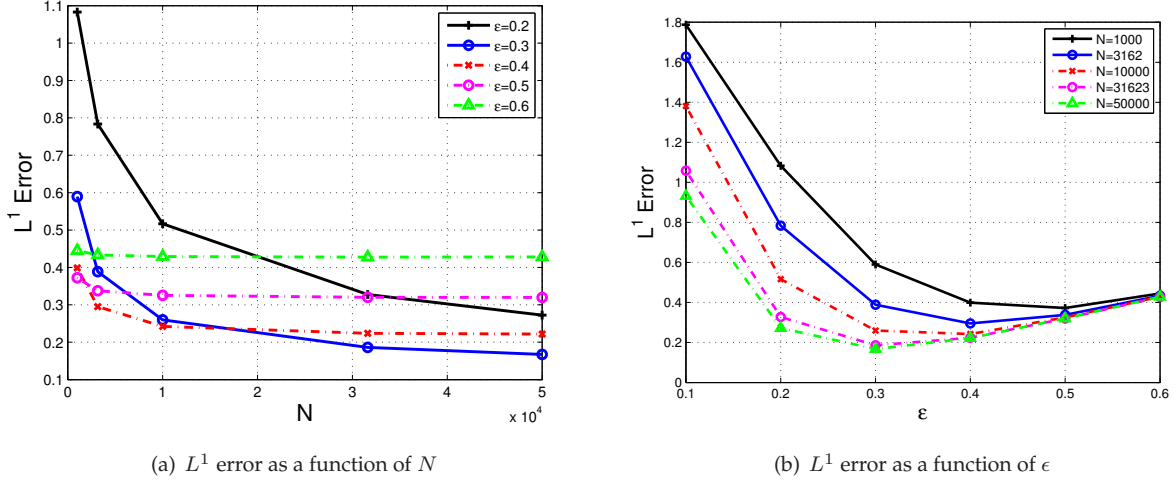 1.1
1
0.9
0.8
0.7
0.6
0.5
0.4
0.3
0.2
0.1
L¹ Error
0
1
2
3
4
5
x 10⁴
N
ε=0.2
ε=0.3
ε=0.4
ε=0.5
ε=0.6
(a) L¹ error as a function of N
1.8
1.6
1.4
1.2
1
0.8
0.6
0.4
0.2
0
L¹ Error
0.1
0.2
0.3
0.4
0.5
0.6
ε
N=1000
N=3162
N=10000
N=31623
N=50000
(b) L¹ error as a function of ϵ